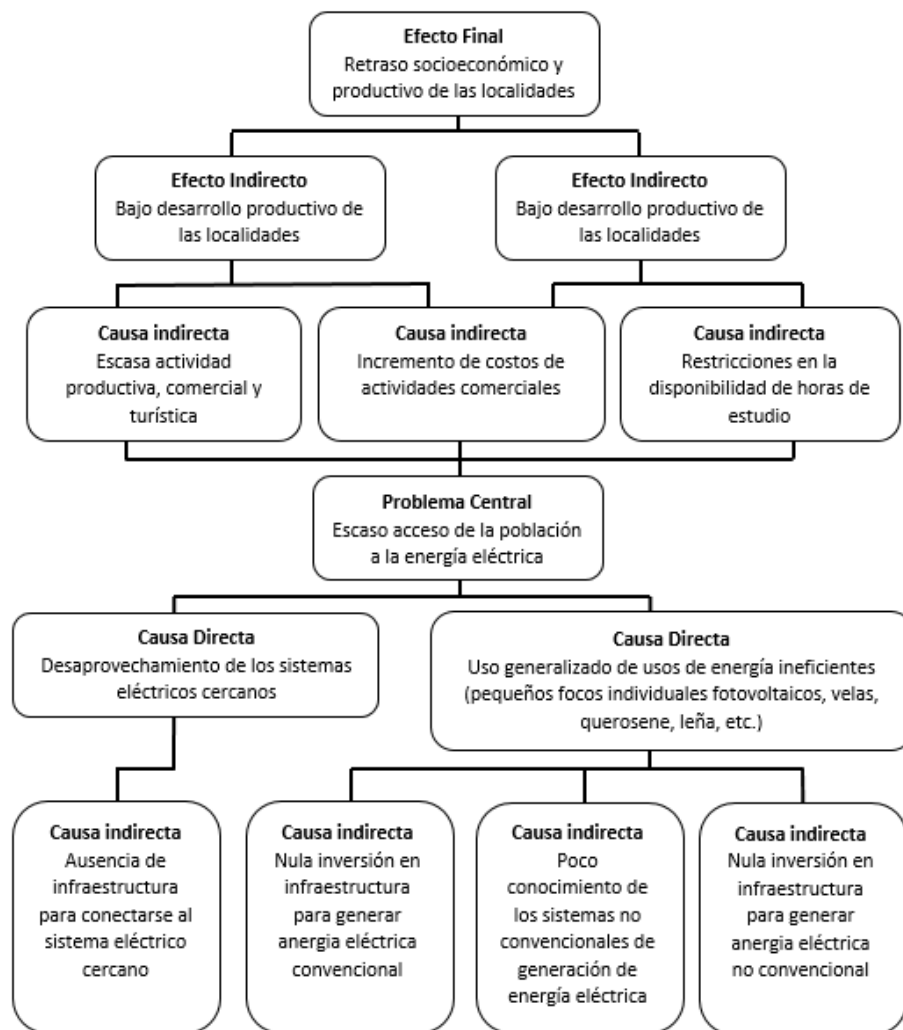 Efecto Final
Retraso socioeconómico y
productivo de las localidades
Efecto Indirecto
Bajo desarrollo productivo de
las localidades
Efecto Indirecto
Bajo desarrollo productivo de
las localidades
Causa indirecta
Escasa actividad
productiva, comercial y
turística
Causa indirecta
Incremento de costos de
actividades comerciales
Causa indirecta
Restricciones en la
disponibilidad de horas de
estudio
Problema Central
Escaso acceso de la población
a la energía eléctrica
Causa Directa
Desaprovechamiento de los sistemas
eléctricos cercanos
Causa Directa
Uso generalizado de usos de energía ineficientes
(pequeños focos individuales fotovoltaicos, velas,
querosene, leña, etc.)
Causa indirecta
Ausencia de
infraestructura
para conectarse al
sistema eléctrico
cercano
Causa indirecta
Nula inversión en
infraestructura
para generar
anergia eléctrica
convencional
Causa indirecta
Poco
conocimiento de
los sistemas no
convencionales de
generación de
energía eléctrica
Causa indirecta
Nula inversión en
infraestructura
para generar
anergia eléctrica
no convencional